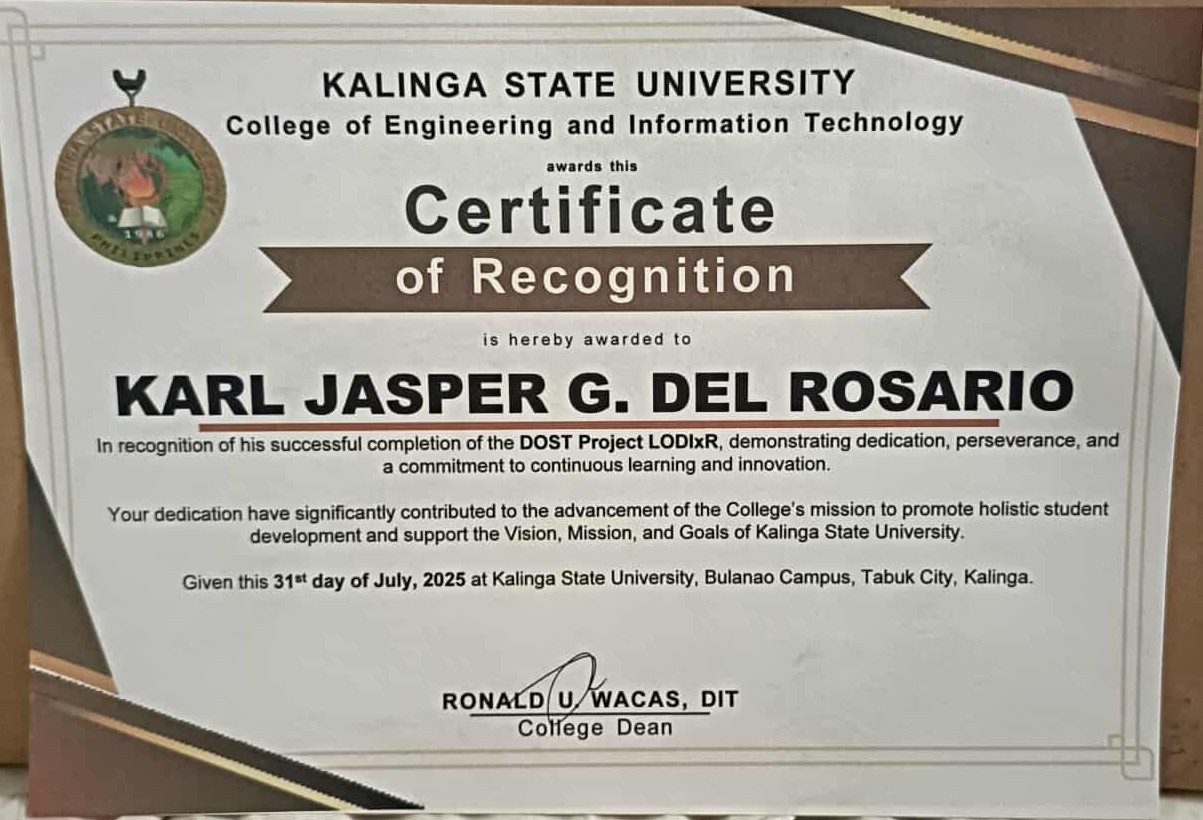 KALINGA STATE UNIVERSITY
College of Engineering and Information Technology
awards this
Certificate
of Recognition
is hereby awarded to
KARL JASPER G. DEL ROSARIO
In recognition of his successful completion of the DOST Project LODIxR, demonstrating dedication, perseverance, and
a commitment to continuous learning and innovation.
Your dedication have significantly contributed to the advancement of the College's mission to promote holistic student
development and support the Vision, Mission, and Goals of Kalinga State University.
Given this 31st day of July, 2025 at Kalinga State University, Bulanao Campus, Tabuk City, Kalinga.
RONALD U. WACAS, DIT
College Dean
STATE
1986
PHILIPPINES